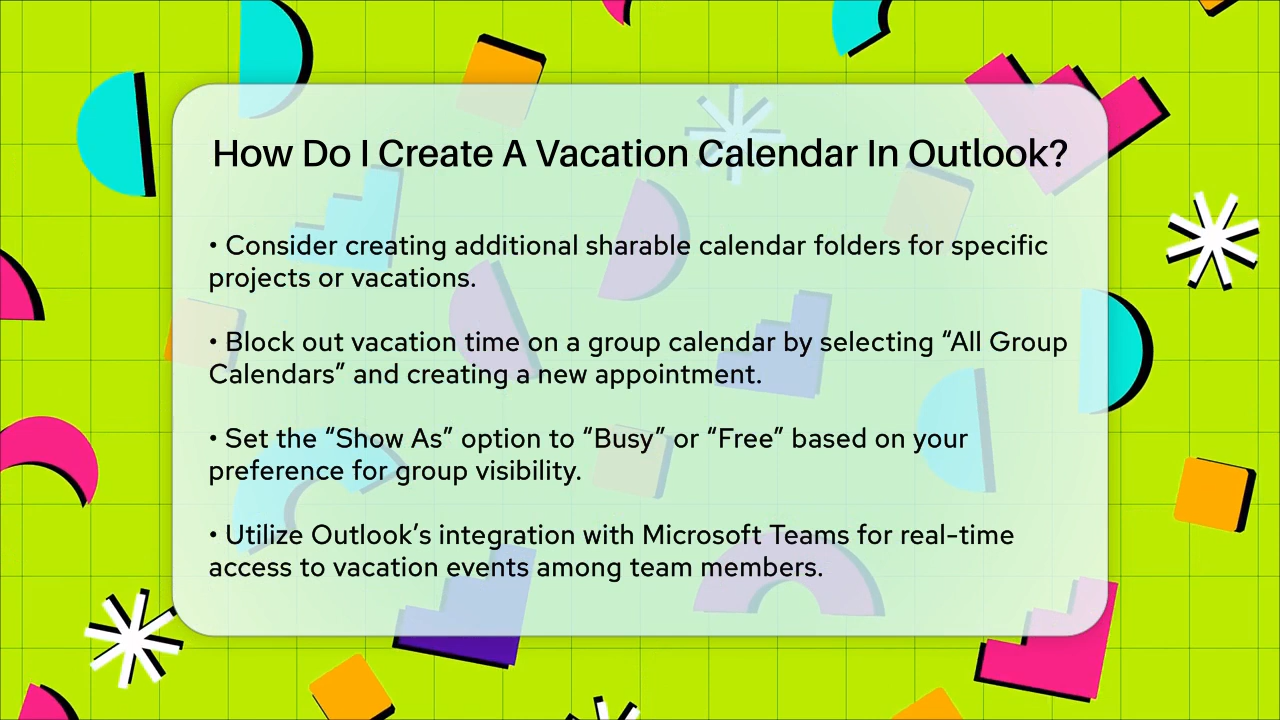 How Do I Create A Vacation Calendar In Outlook?
• Consider creating additional sharable calendar folders for specific
projects or vacations.
• Block out vacation time on a group calendar by selecting “All Group
Calendars” and creating a new appointment.
• Set the “Show As” option to “Busy” or “Free” based on your
preference for group visibility.
• Utilize Outlook’s integration with Microsoft Teams for real-time
access to vacation events among team members.